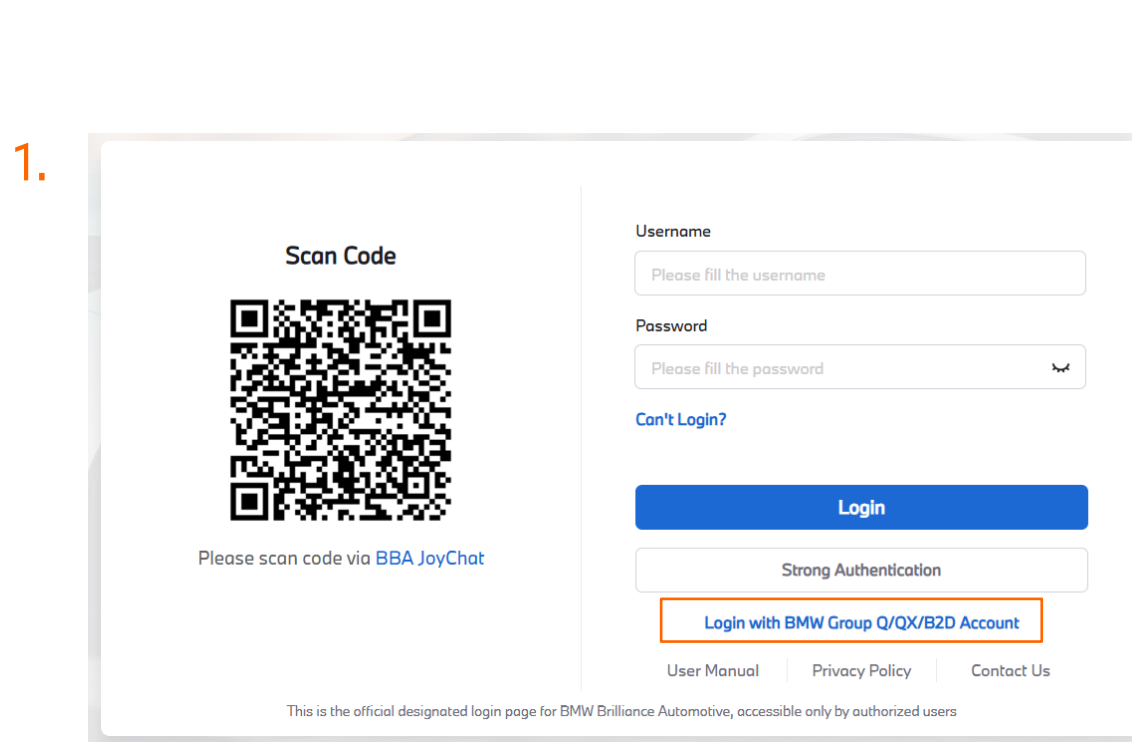 1.
Scan Code
Please scan code via BBA JoyChat
Username
Please fill the username
Password
Please fill the password
Can't Login?
Login
Strong Authentication
Login with BMW Group Q/QX/B2D Account
User Manual Privacy Policy Contact Us
This is the official designated login page for BMW Brilliance Automotive, accessible only by authorized users